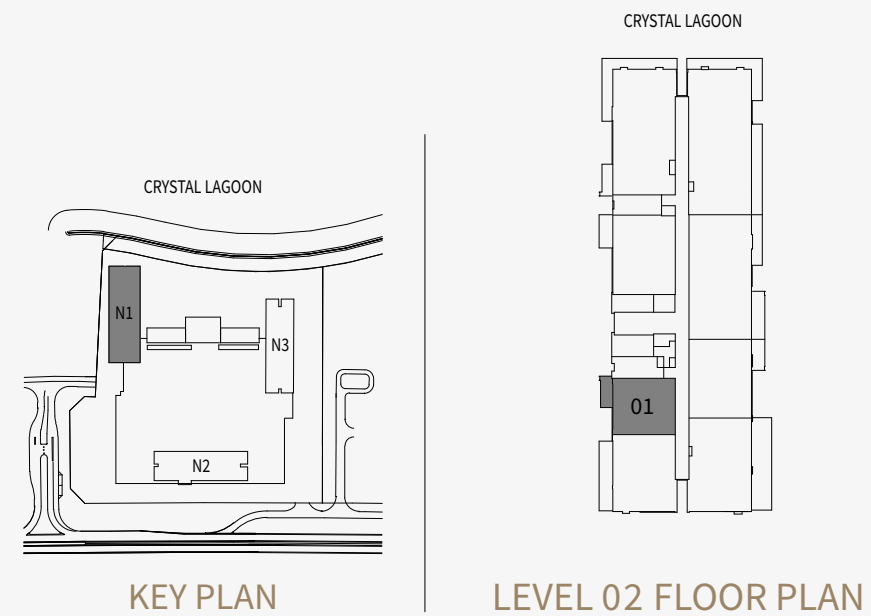 CRYSTAL LAGOON
N1
N3
N2
KEY PLAN
CRYSTAL LAGOON
01
LEVEL 02 FLOOR PLAN